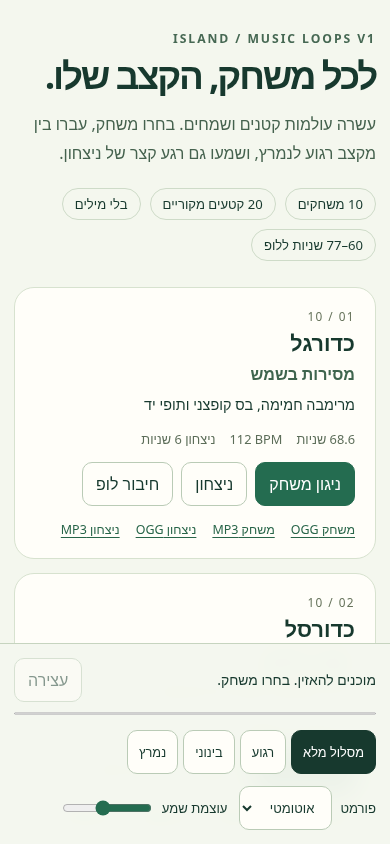 ISLAND / MUSIC LOOPS V1
לכל משחק, הקצב שלו.
עשרה עולמות קטנים ושמחים. בחרו משחק, עברו בין
מקצב רגוע לנמרץ, ושמעו גם רגע קצר של ניצחון.
10 משחקים
20 קטעים מקוריים
בלי מילים
60–77 שניות ללופ
10 / 01
כדורגל
מסירות בשמש
מרימבה חמימה, בס קופצני ותופי יד
68.6 שניות
112 BPM
ניצחון 6 שניות
ניגון משחק
ניצחון
חיבור לופ
משחק OGG
משחק MP3
ניצחון OGG
ניצחון MP3
10 / 02
כדורסל
מוכנים להאזין. בחרו משחק.
עצירה
מסלול מלא
רגוע
בינוני
נמרץ
פורמט
אוטומטי
עוצמת שמע